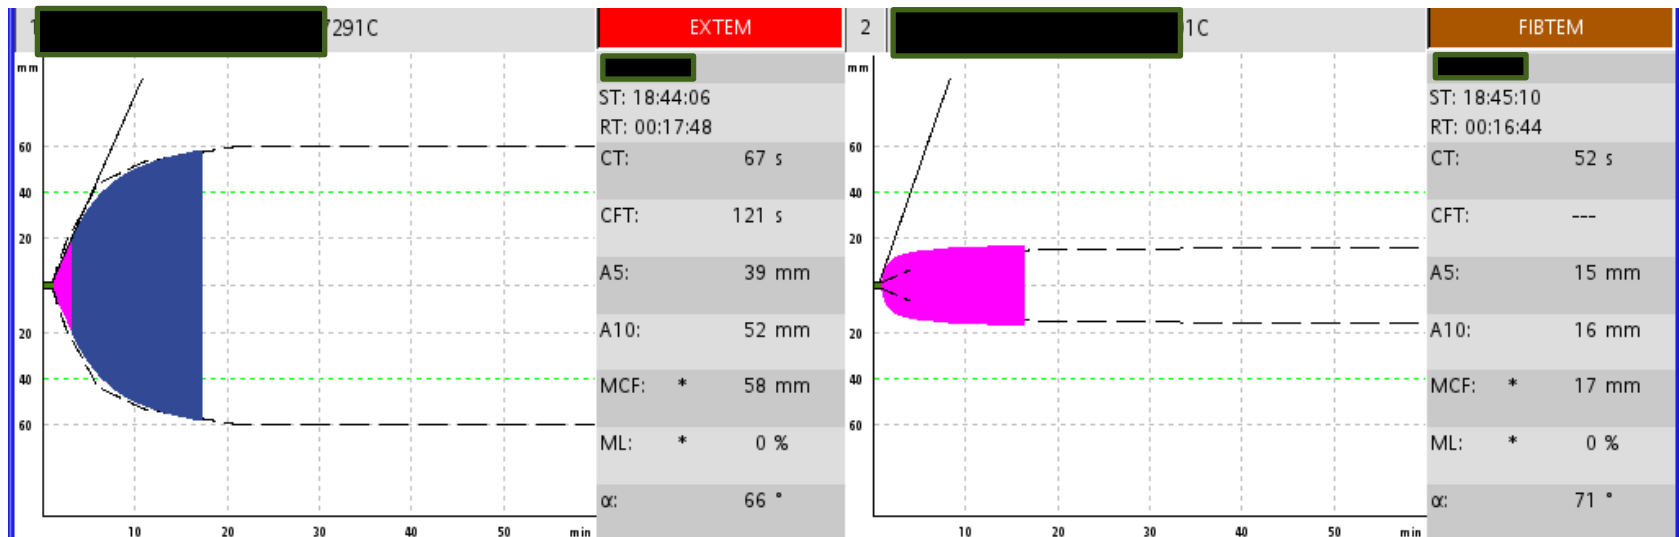 7291C
EXTEM
mm
60
40
20
20
40
60
10 20 30 40 50 min
ST: 18:44:06
RT: 00:17:48
CT: 67 s
CFT: 121 s
A5: 39 mm
A10: 52 mm
MCF: * 58 mm
ML: * 0 %
α: 66 °
2 1C
FIBTEM
mm
60
40
20
20
40
60
10 20 30 40 50 min
ST: 18:45:10
RT: 00:16:44
CT: 52 s
CFT: ---
A5: 15 mm
A10: 16 mm
MCF: * 17 mm
ML: * 0 %
α: 71 °